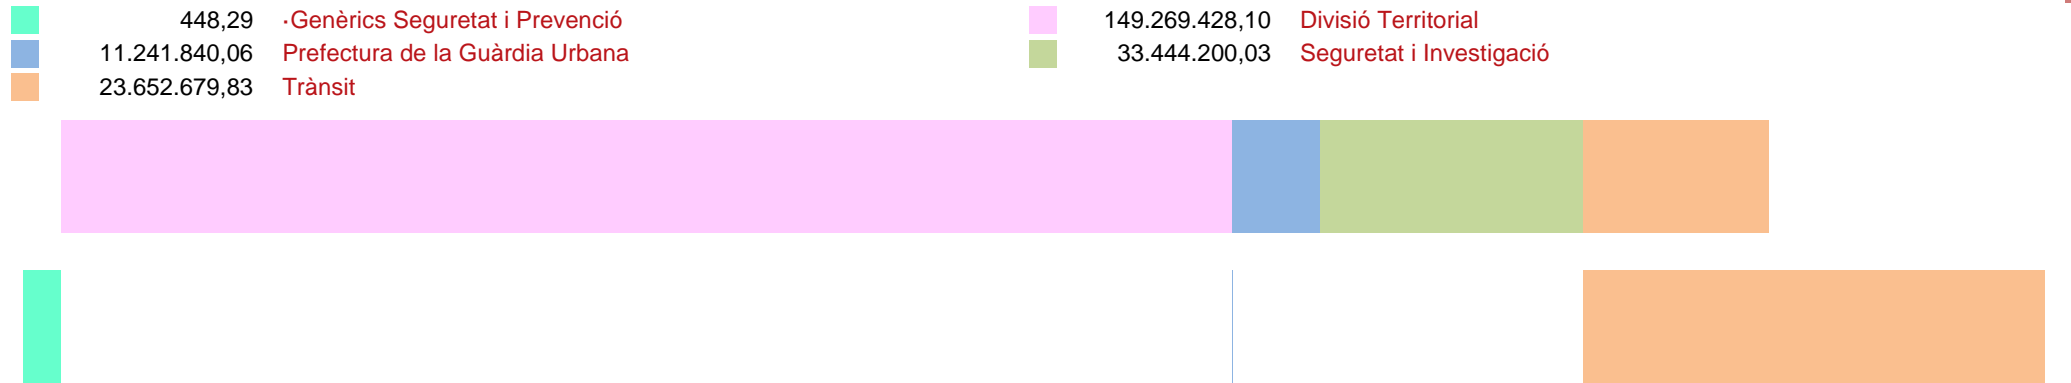 448,29 ·Genèrics Seguretat i Prevenció
11.241.840,06 Prefectura de la Guàrdia Urbana
23.652.679,83 Trànsit
149.269.428,10 Divisió Territorial
33.444.200,03 Seguretat i Investigació